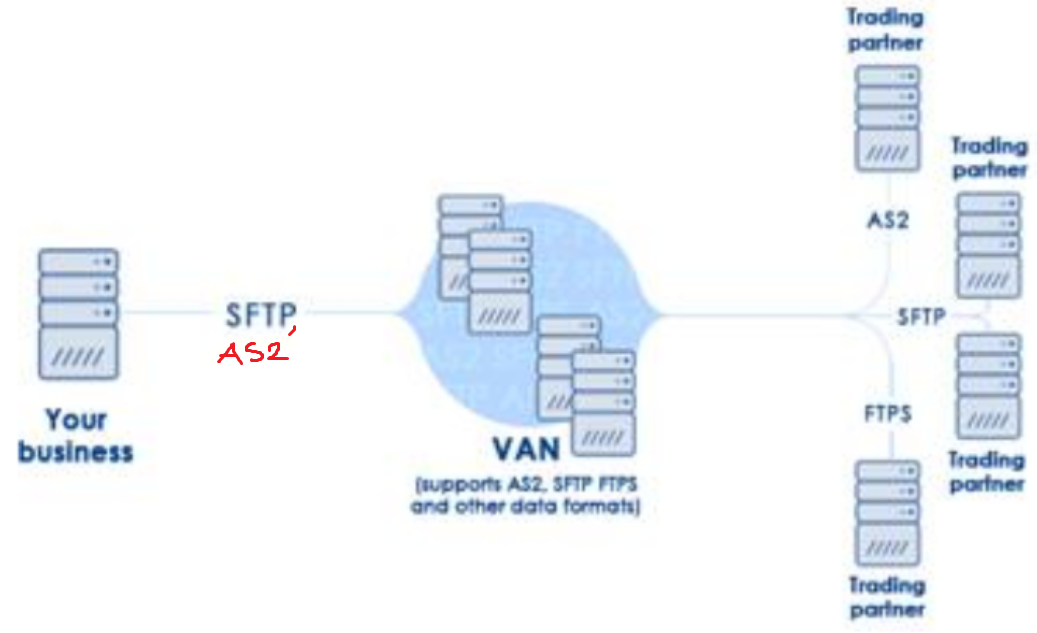 Trading
partner
Trading
partner
AS2
SFTP,
AS2
SFTP
Your
business
VAN
(supports AS2, SFTP FTPS
and other data formats)
FTPS
Trading
partner
Trading
partner